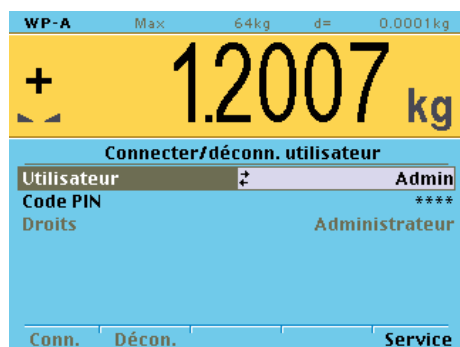 WP-A Max 64kg d= 0.0001kg
+ 1.2007 kg
Connecter/déconn. utilisateur
Utilisateur Admin
Code PIN ****
Droits Administrateur
Conn. Décon. Service